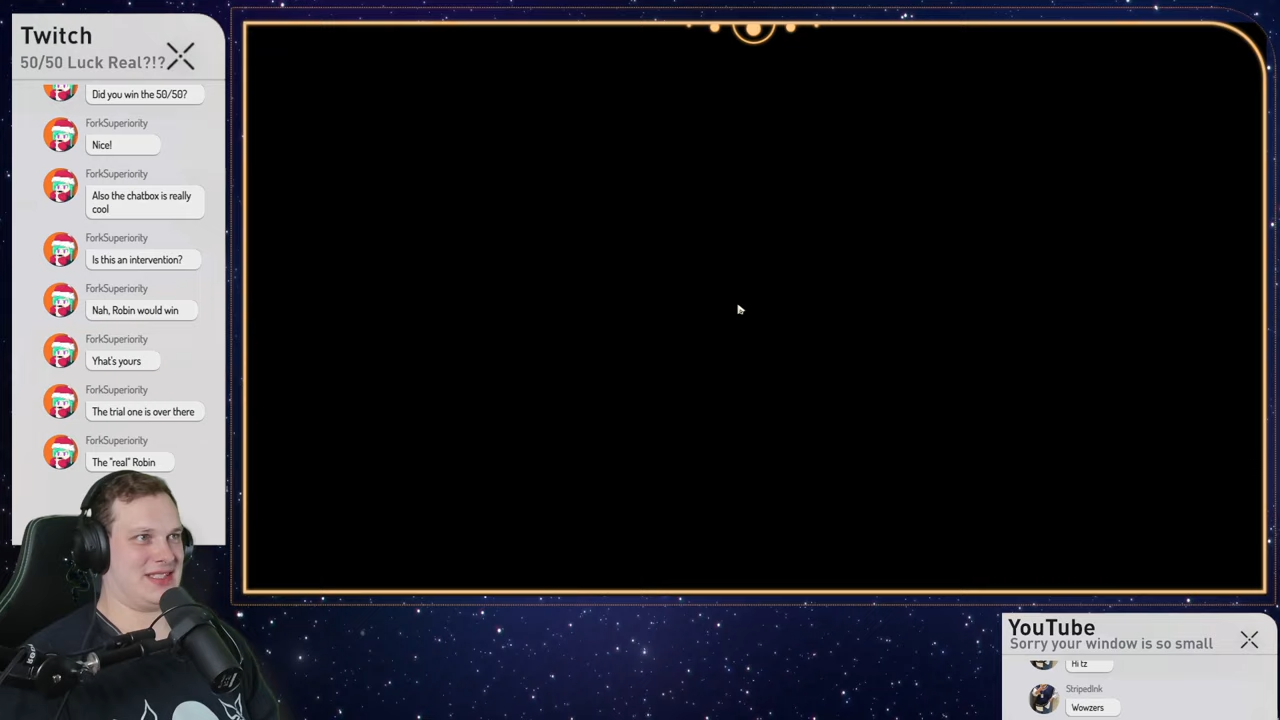 Twitch
50/50 Luck Real?!?
Did you win the 50/50?
ForkSuperiority
Nice!
ForkSuperiority
Also the chatbox is really
cool
ForkSuperiority
Is this an intervention?
ForkSuperiority
Nah, Robin would win
ForkSuperiority
Yhat's yours
ForkSuperiority
The trial one is over there
ForkSuperiority
The "real" Robin
YouTube
Sorry your window is so small
Hi tz
StripedInk
Wowzers